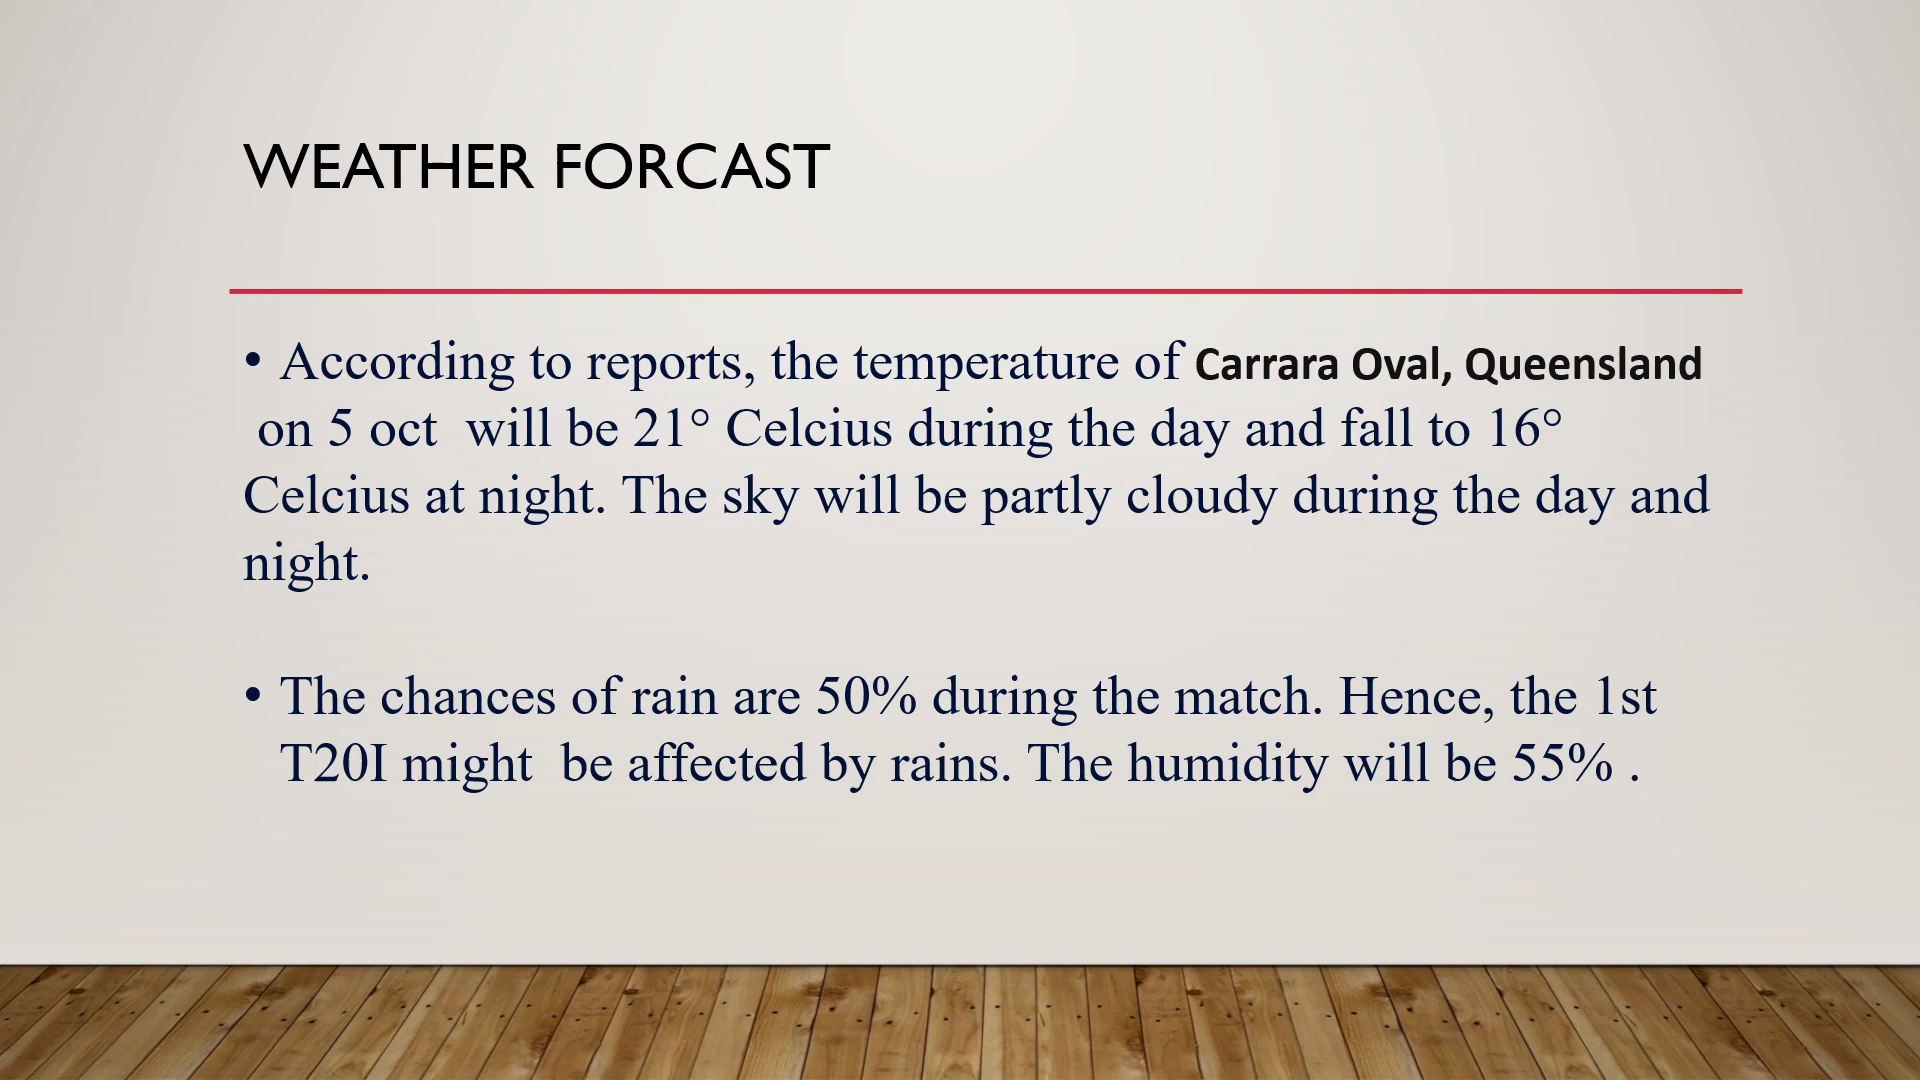 WEATHER FORCAST
• According to reports, the temperature of Carrara Oval, Queensland
on 5 oct  will be 21° Celcius during the day and fall to 16°
Celcius at night. The sky will be partly cloudy during the day and
night.
• The chances of rain are 50% during the match. Hence, the 1st
T20I might  be affected by rains. The humidity will be 55% .